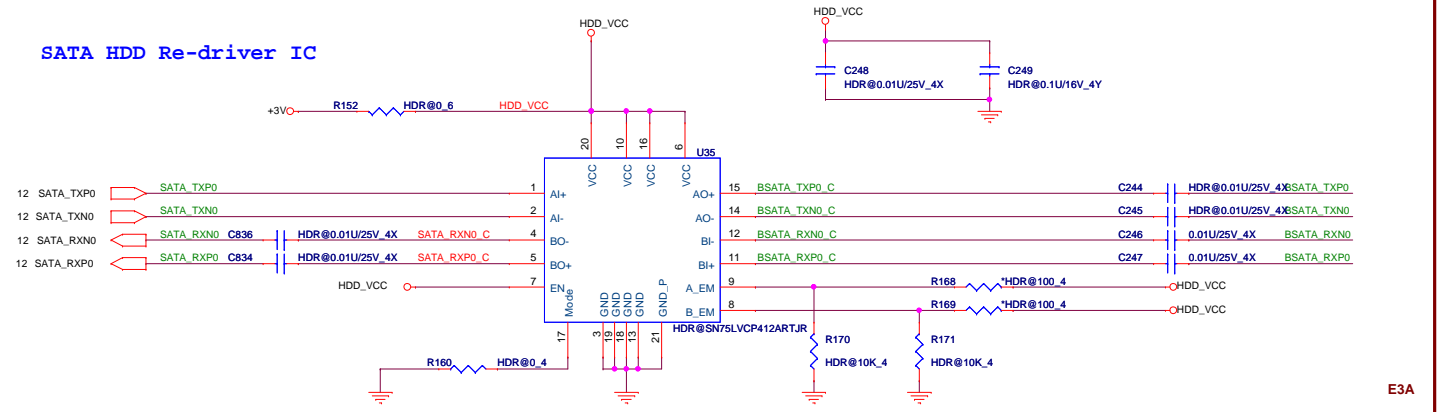 SATA HDD Re-driver IC
HDD_VCC
HDD_VCC
C248
HDR@0.01U/25V_4X
C249
HDR@0.1U/16V_4Y
+3V
R152
HDR@0_6
HDD_VCC
20
10
16
6
U35
VCC
VCC
VCC
VCC
12 SATA_TXP0
SATA_TXP0
1
AI+
AO+
15
BSATA_TXP0_C
C244
HDR@0.01U/25V_4X
BSATA_TXP0
12 SATA_TXN0
SATA_TXN0
2
AI-
AO-
14
BSATA_TXN0_C
C245
HDR@0.01U/25V_4X
BSATA_TXN0
12 SATA_RXN0
SATA_RXN0
C836
HDR@0.01U/25V_4X
SATA_RXN0_C
4
BO-
BI-
12
BSATA_RXN0_C
C246
0.01U/25V_4X
BSATA_RXN0
12 SATA_RXP0
SATA_RXP0
C834
HDR@0.01U/25V_4X
SATA_RXP0_C
5
BO+
BI+
11
BSATA_RXP0_C
C247
0.01U/25V_4X
BSATA_RXP0
HDD_VCC
7
EN
A_EM
9
R168
*HDR@100_4
HDD_VCC
B_EM
8
R169
*HDR@100_4
HDD_VCC
Mode
GND
GND
GND
GND
GND_P
HDR@SN75LVCP412ARTJR
17
3
19
18
13
21
R170
HDR@10K_4
R171
HDR@10K_4
R160
HDR@0_4
E3A